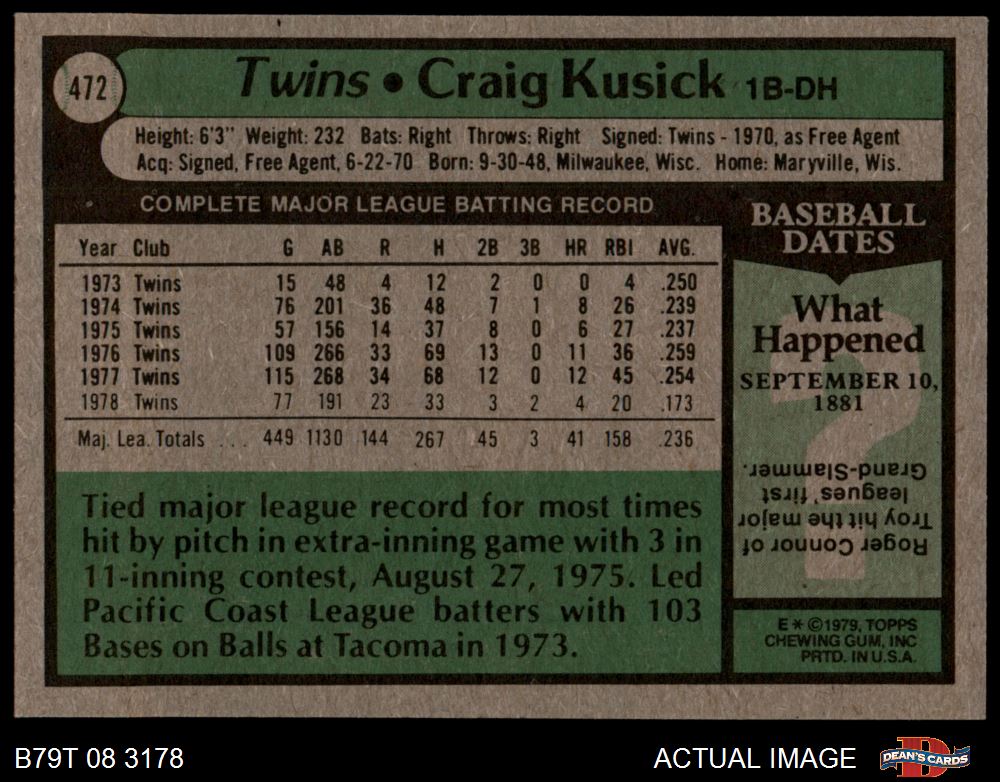 472
Twins • Craig Kusick 1B-DH
Height: 6'3" Weight: 232 Bats: Right Throws: Right Signed: Twins - 1970, as Free Agent
Acq: Signed, Free Agent, 6-22-70 Born: 9-30-48, Milwaukee, Wisc. Home: Maryville, Wis.
COMPLETE MAJOR LEAGUE BATTING RECORD
Year Club G AB R H 2B 3B HR RBI AVG.
1973 Twins 15 48 4 12 2 0 0 4 .250
1974 Twins 76 201 36 48 7 1 8 26 .239
1975 Twins 57 156 14 37 8 0 6 27 .237
1976 Twins 109 266 33 69 13 0 11 36 .259
1977 Twins 115 268 34 68 12 0 12 45 .254
1978 Twins 77 191 23 33 3 2 4 20 .173
Maj. Lea. Totals ... 449 1130 144 267 45 3 41 158 .236
Tied major league record for most times
hit by pitch in extra-inning game with 3 in
11-inning contest, August 27, 1975. Led
Pacific Coast League batters with 103
Bases on Balls at Tacoma in 1973.
BASEBALL
DATES
What
Happened
SEPTEMBER 10,
1881
?
Roger Connor of
Troy hit the major
leagues' first
Grand-Slammer.
E * ©1979, TOPPS
CHEWING GUM, INC
PRTD. IN U.S.A.
B79T 08 3178
ACTUAL IMAGE
D
DEAN'S CARDS